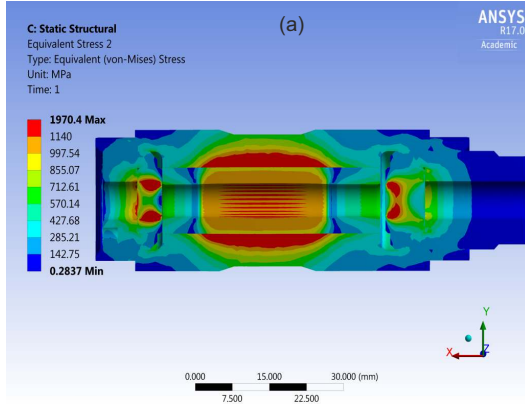 C: Static Structural
Equivalent Stress 2
Type: Equivalent (von-Mises) Stress
Unit: MPa
Time: 1
(a)
ANSYS
R17.0
Academic
1970.4 Max
1140
997.54
855.07
712.61
570.14
427.68
285.21
142.75
0.2837 Min
Y
X
Z
0.000 15.000 30.000 (mm)
7.500 22.500